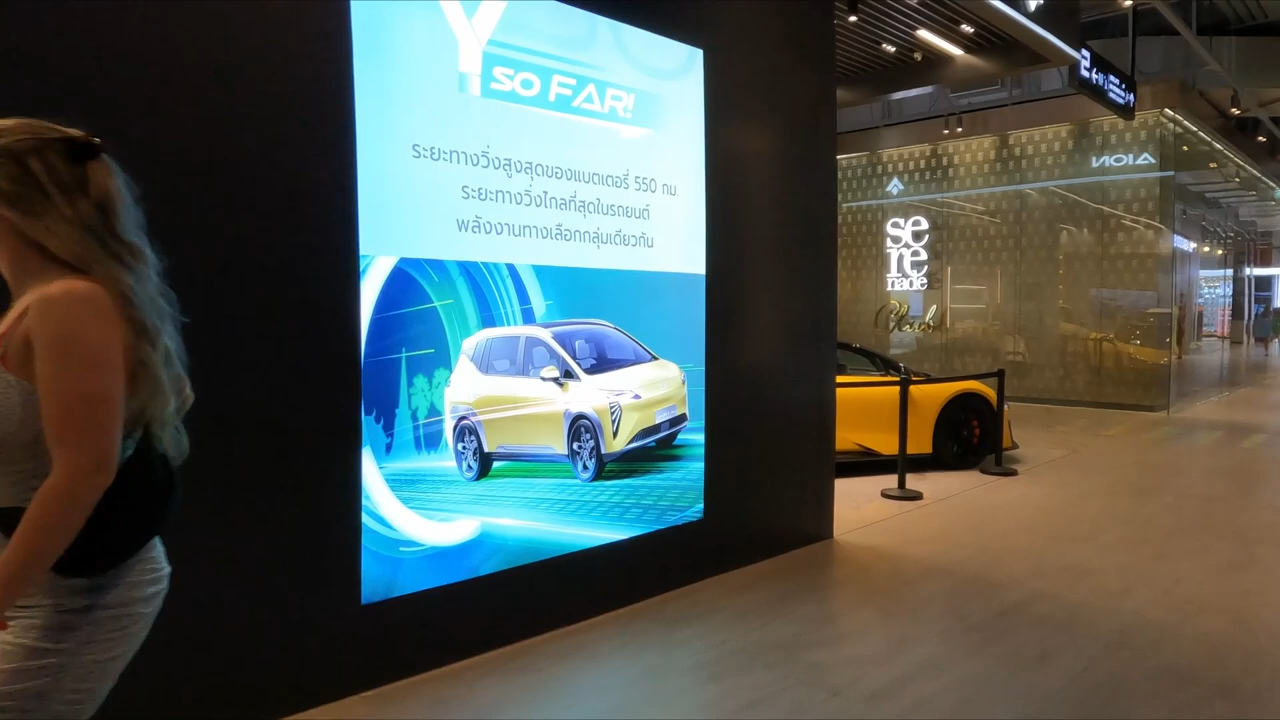 Y
SO FAR!
ระยะทางวิ่งสูงสุดของแบตเตอรี่ 550 กม.
ระยะทางวิ่งไกลที่สุดในรถยนต์
พลังงานทางเลือกกลุ่มเดียวกัน
2
AION
se
re
nade
Club